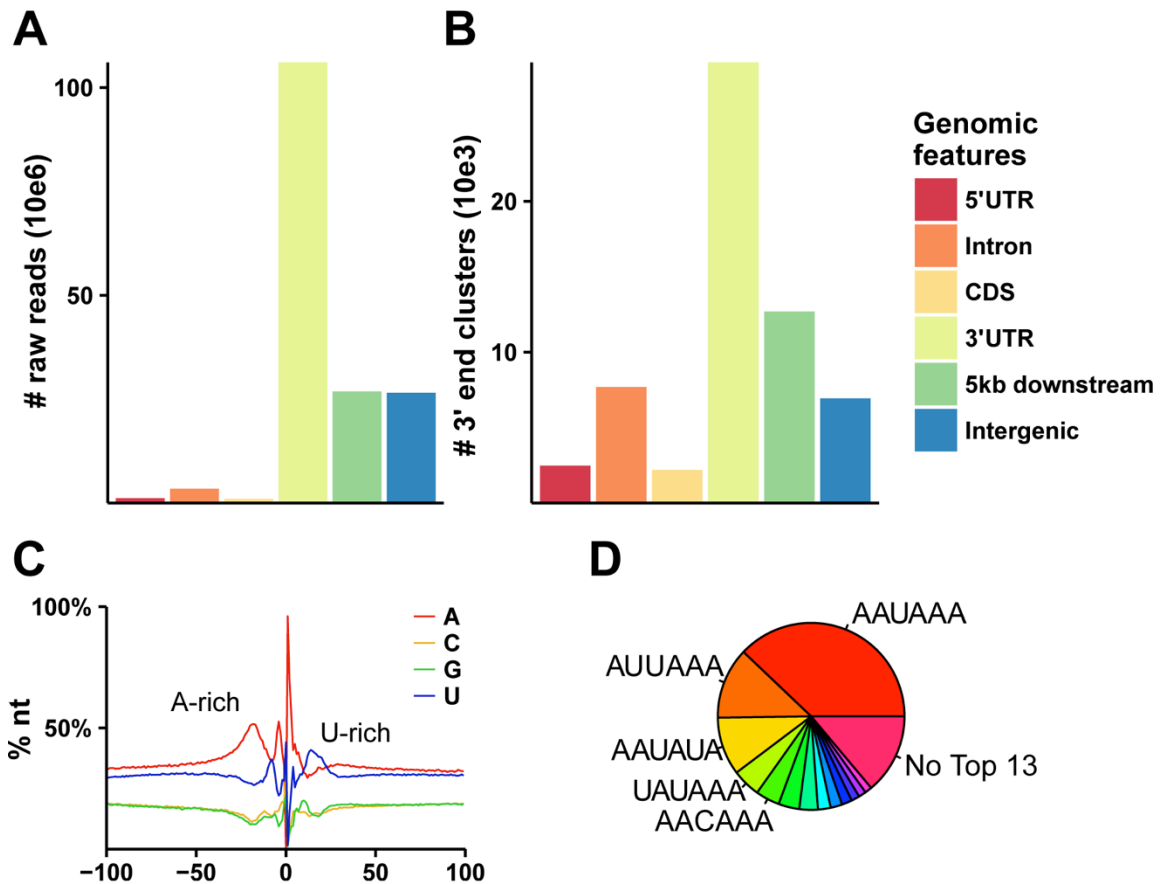 A
# raw reads (10e6)
100
50
B
# 3' end clusters (10e3)
20
10
Genomic
features
5'UTR
Intron
CDS
3'UTR
5kb downstream
Intergenic
C
% nt
100%
50%
A-rich
U-rich
A
C
G
U
−100
−50
0
50
100
D
AAUAAA
AUUAAA
AAUAUA
UAUAAA
AACAAA
No Top 13